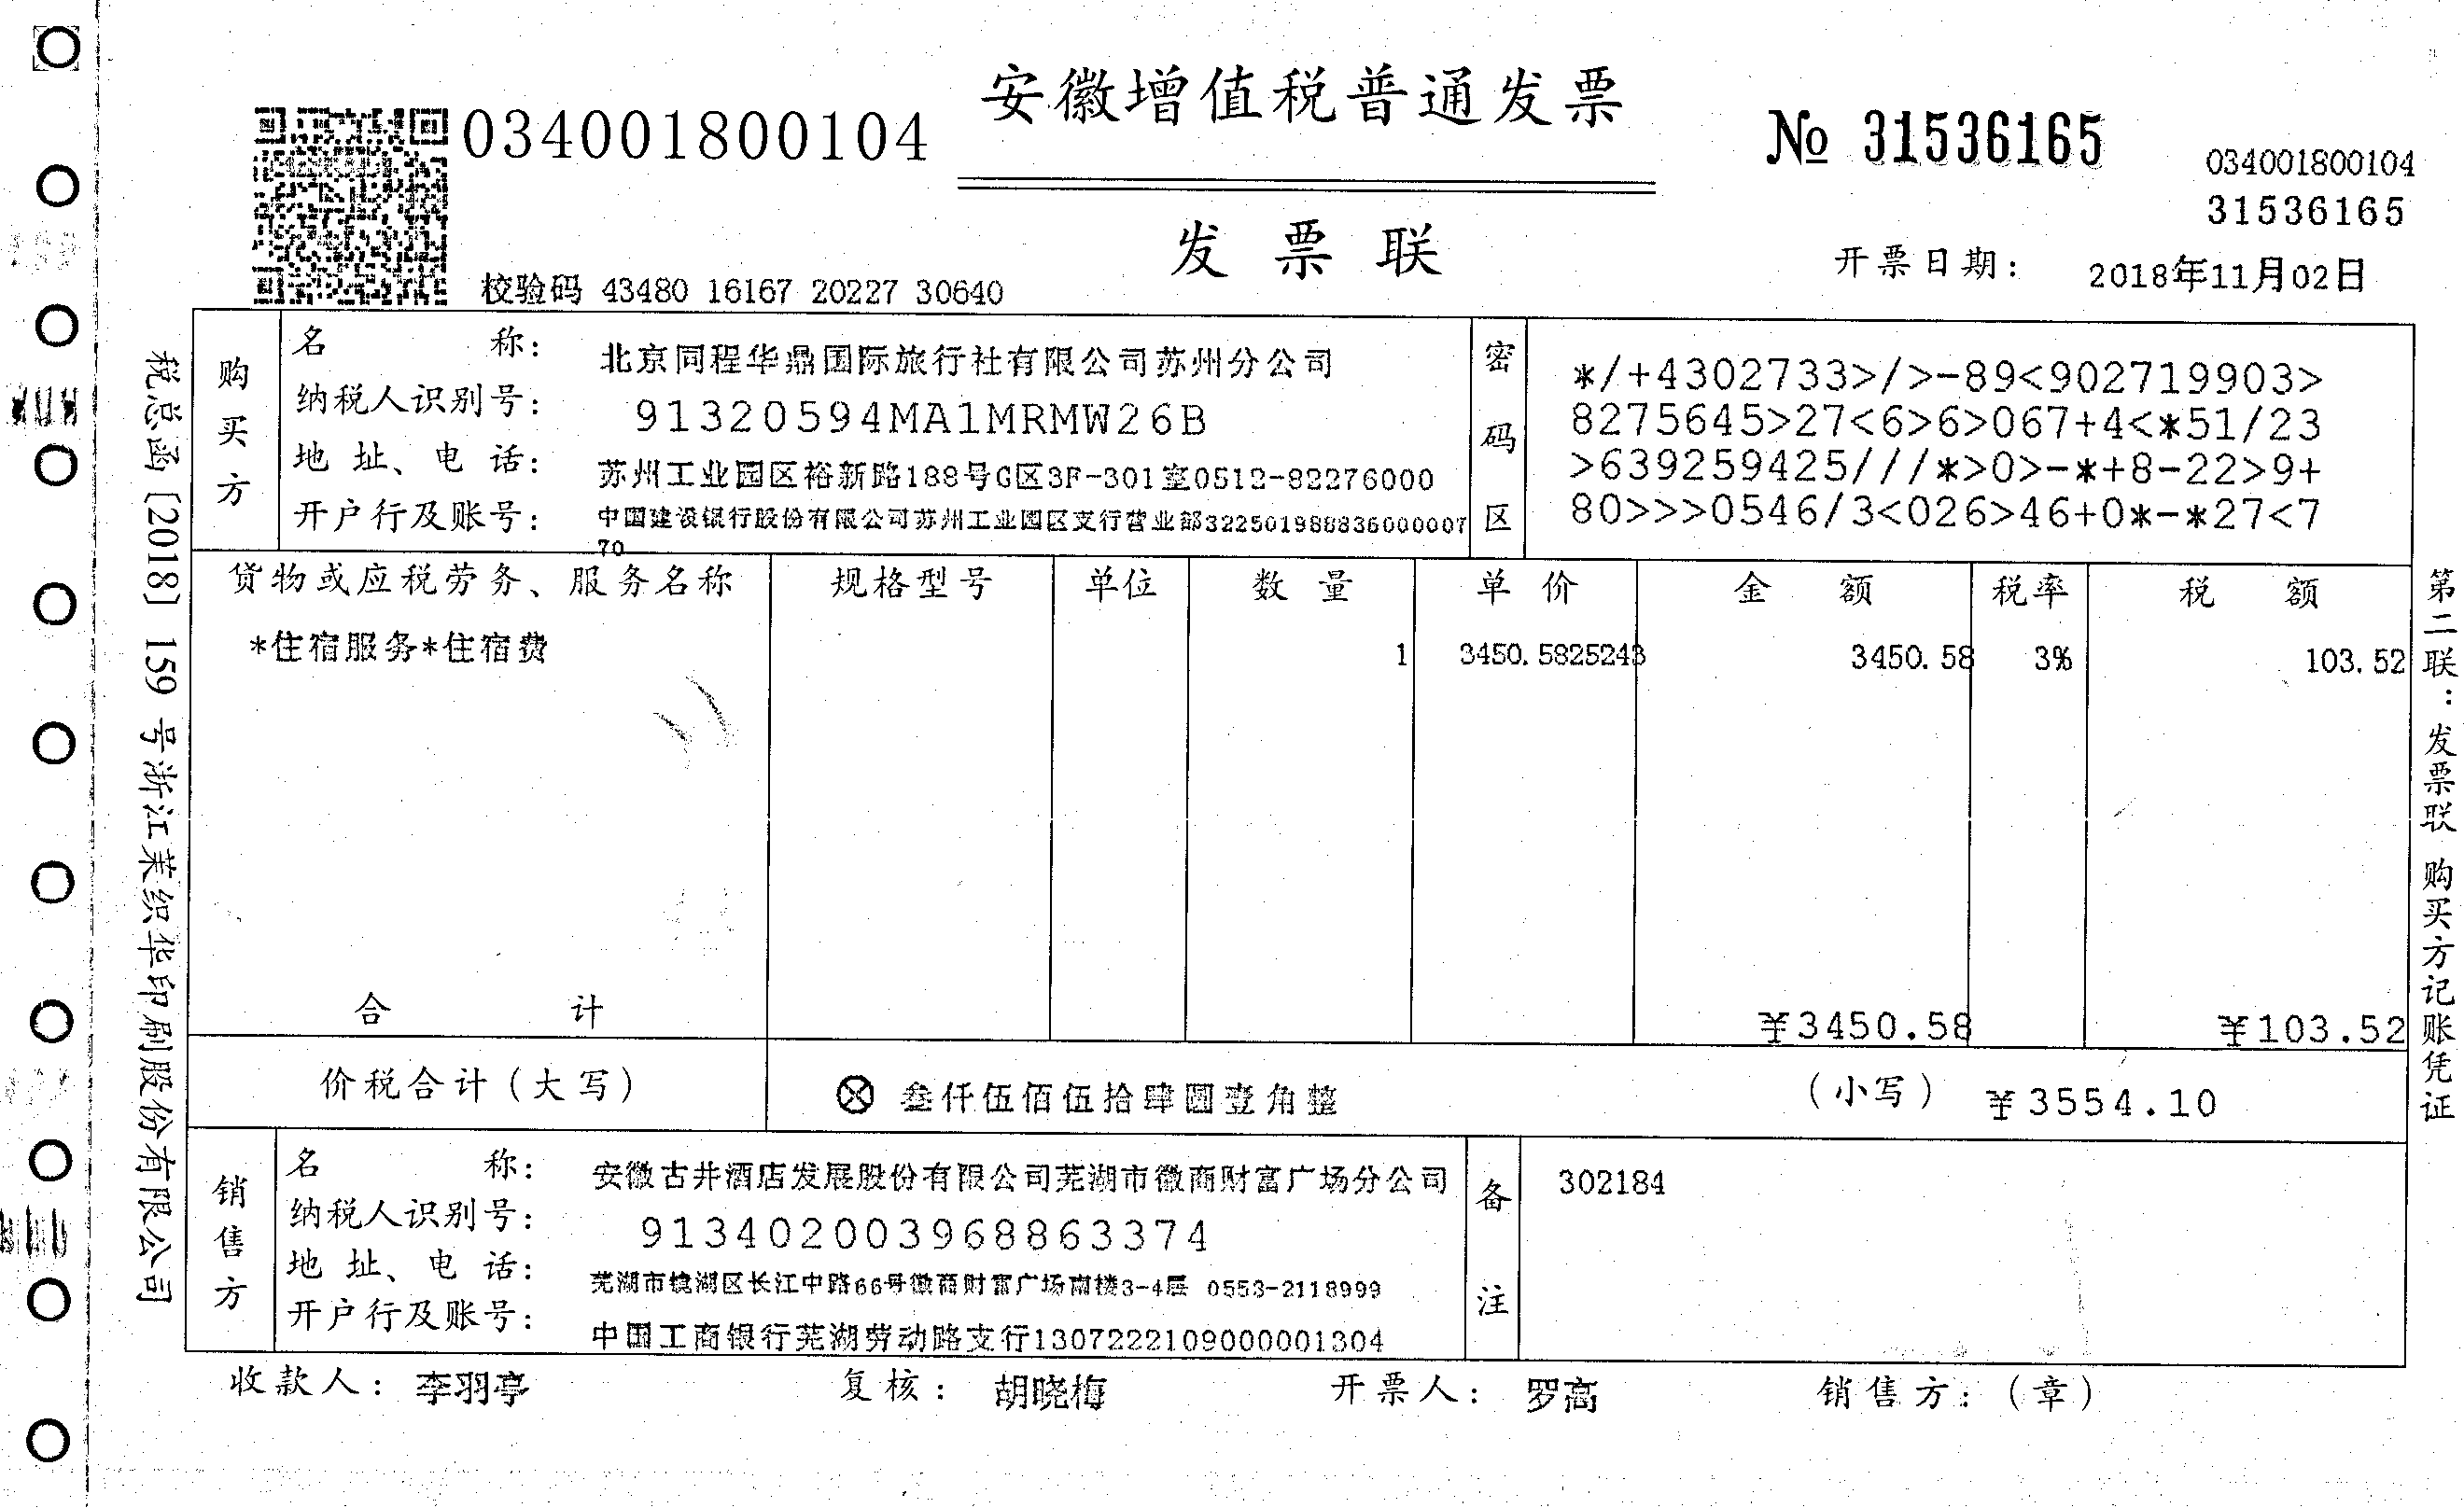 安徽增值税普通发票
034001800104
№ 31536165
034001800104
31536165
发票联
开票日期: 2018年11月02日
校验码 43480 16167 20227 30640
购买方
名称: 北京同程华鼎国际旅行社有限公司苏州分公司
纳税人识别号: 91320594MA1MRMW26B
地址、电话: 苏州工业园区裕新路188号G区3F-301室0512-82276000
开户行及账号: 中国建设银行股份有限公司苏州工业园区支行营业部322501988836000007
70
密码区
*/+4302733>/>-89<902719903>
8275645>27<6>6>067+4<*51/23
>639259425///*>0>-*+8-22>9+
80>>>0546/3<026>46+0*-*27<7
货物或应税劳务、服务名称 规格型号 单位 数量 单价 金额 税率 税额
*住宿服务*住宿费 1 3450.5825243 3450.58 3% 103.52
合计 ¥3450.58 ¥103.52
价税合计(大写) ⊗ 叁仟伍佰伍拾肆圆壹角整 (小写) ¥3554.10
销售方
名称: 安徽古井酒店发展股份有限公司芜湖市徽商财富广场分公司
纳税人识别号: 913402003968863374
地址、电话: 芜湖市镜湖区长江中路66号徽商财富广场南楼3-4层 0553-2118999
开户行及账号: 中国工商银行芜湖劳动路支行1307222109000001304
备注
302184
收款人: 李羽亭 复核: 胡晓梅 开票人: 罗高 销售方:(章)
税总函[2018] 159 号浙江莱织华印刷股份有限公司
第二联:发票联 购买方记账凭证